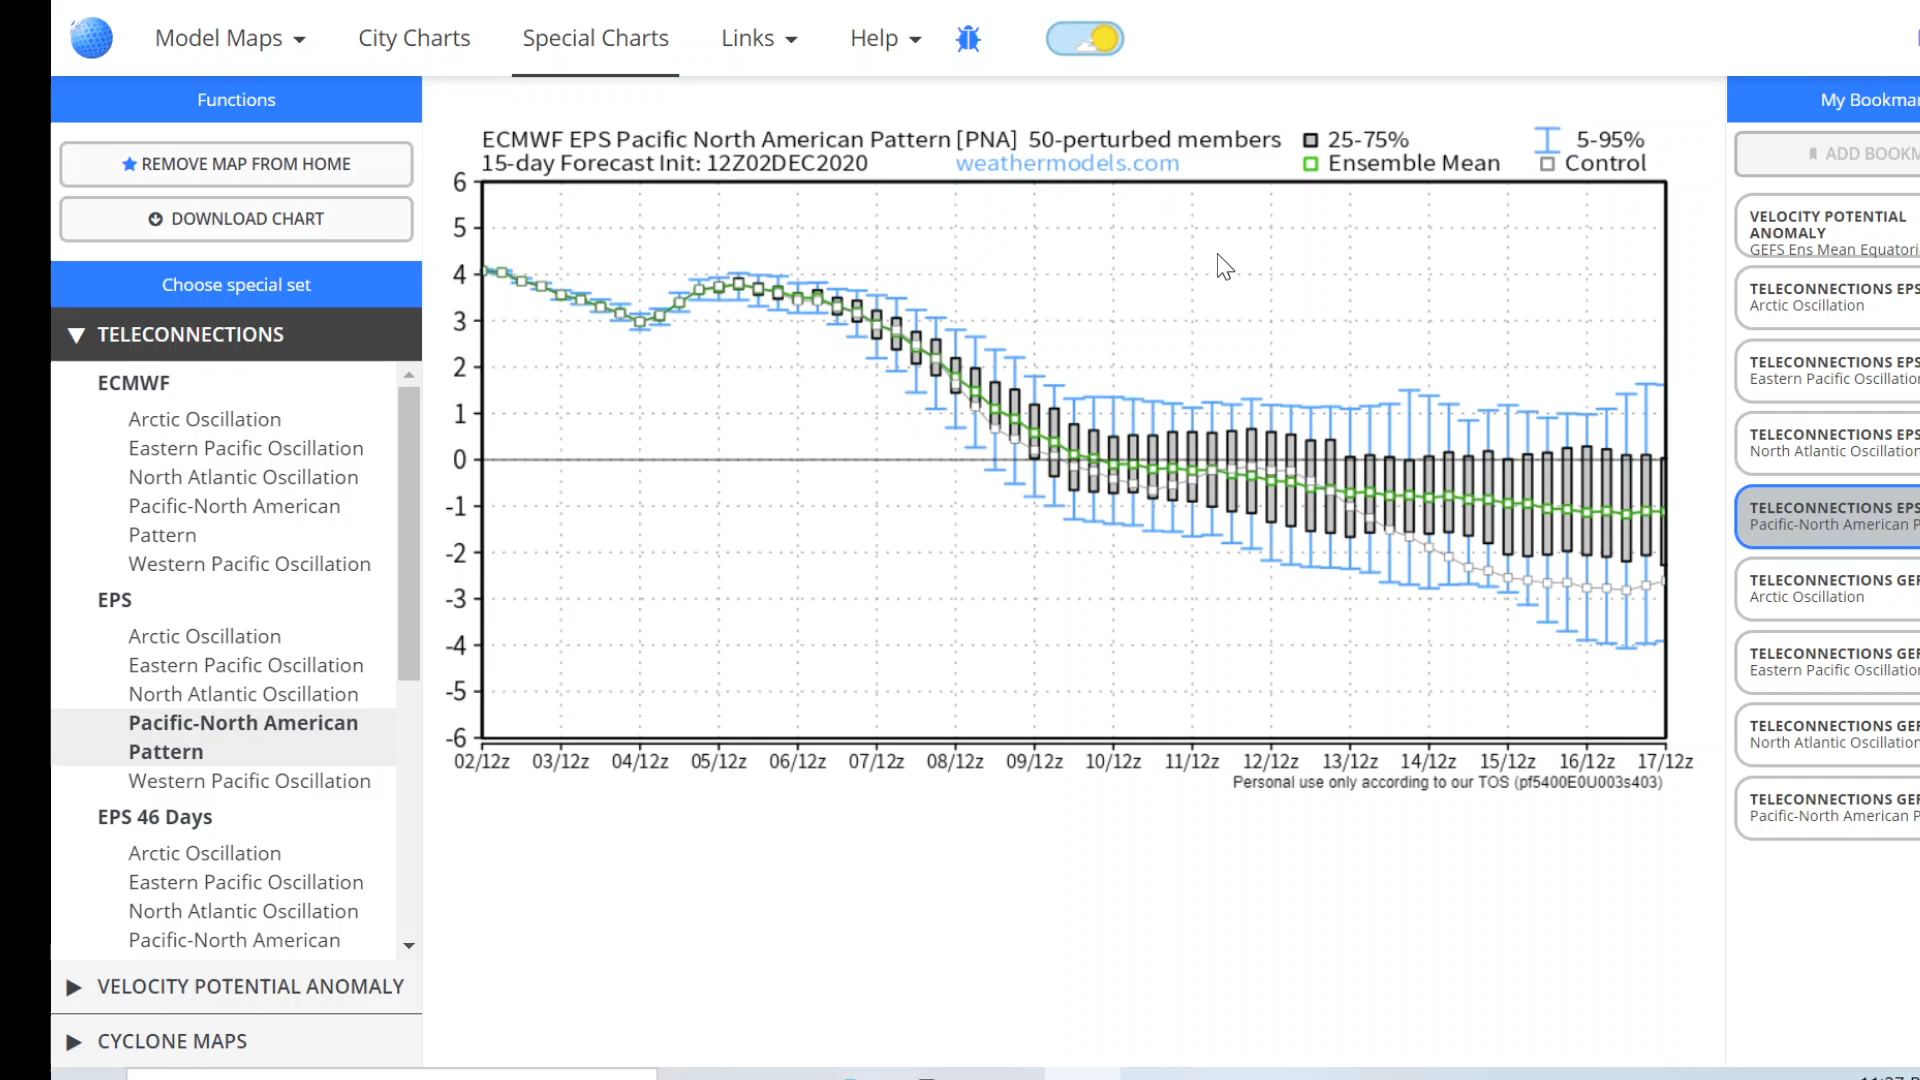 Model Maps
City Charts
Special Charts
Links
Help
Functions
REMOVE MAP FROM HOME
DOWNLOAD CHART
Choose special set
TELECONNECTIONS
ECMWF
Arctic Oscillation
Eastern Pacific Oscillation
North Atlantic Oscillation
Pacific-North American
Pattern
Western Pacific Oscillation
EPS
Arctic Oscillation
Eastern Pacific Oscillation
North Atlantic Oscillation
Pacific-North American
Pattern
Western Pacific Oscillation
EPS 46 Days
Arctic Oscillation
Eastern Pacific Oscillation
North Atlantic Oscillation
Pacific-North American
VELOCITY POTENTIAL ANOMALY
CYCLONE MAPS
ECMWF EPS Pacific North American Pattern [PNA] 50-perturbed members
15-day Forecast Init: 12Z02DEC2020 weathermodels.com
25-75% 5-95%
Ensemble Mean Control
6
5
4
3
2
1
0
-1
-2
-3
-4
-5
-6
02/12z 03/12z 04/12z 05/12z 06/12z 07/12z 08/12z 09/12z 10/12z 11/12z 12/12z 13/12z 14/12z 15/12z 16/12z 17/12z
Personal use only according to our TOS (pf5400E0U003s403)
My Bookmar
ADD BOOKM
VELOCITY POTENTIAL
ANOMALY
GEFS Ens Mean Equatori
TELECONNECTIONS EPS
Arctic Oscillation
TELECONNECTIONS EPS
Eastern Pacific Oscillatio
TELECONNECTIONS EPS
North Atlantic Oscillation
TELECONNECTIONS EPS
Pacific-North American P
TELECONNECTIONS GEF
Arctic Oscillation
TELECONNECTIONS GEF
Eastern Pacific Oscillatio
TELECONNECTIONS GEF
North Atlantic Oscillation
TELECONNECTIONS GEF
Pacific-North American P